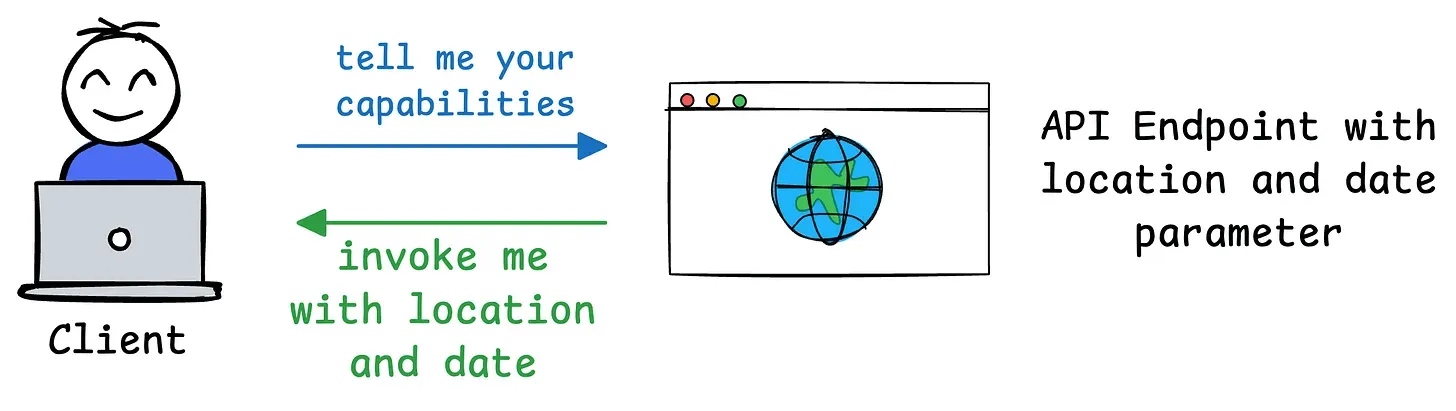 tell me your
capabilities
invoke me
with location
and date
Client
API Endpoint with
location and date
parameter